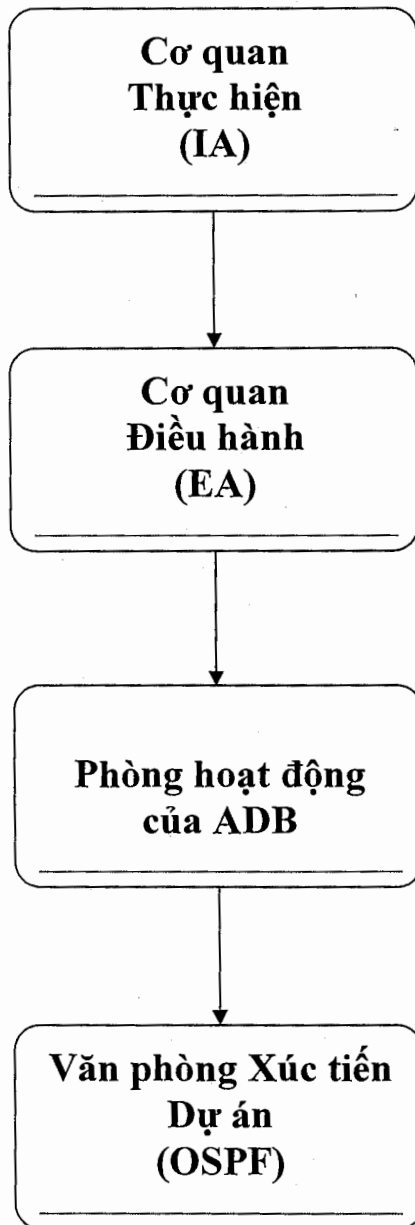 Cơ quan
Thực hiện
(IA)
Cơ quan
Điều hành
(EA)
Phòng hoạt động
của ADB
Văn phòng Xúc tiến
Dự án
(OSPF)